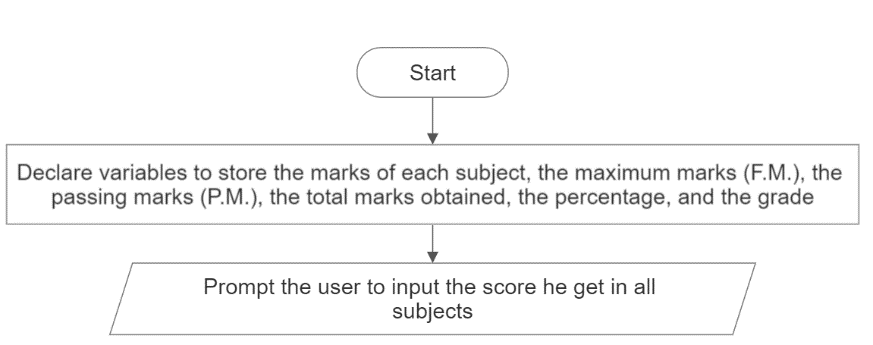 Start
Declare variables to store the marks of each subject, the maximum marks (F.M.), the
passing marks (P.M.), the total marks obtained, the percentage, and the grade
Prompt the user to input the score he get in all
subjects